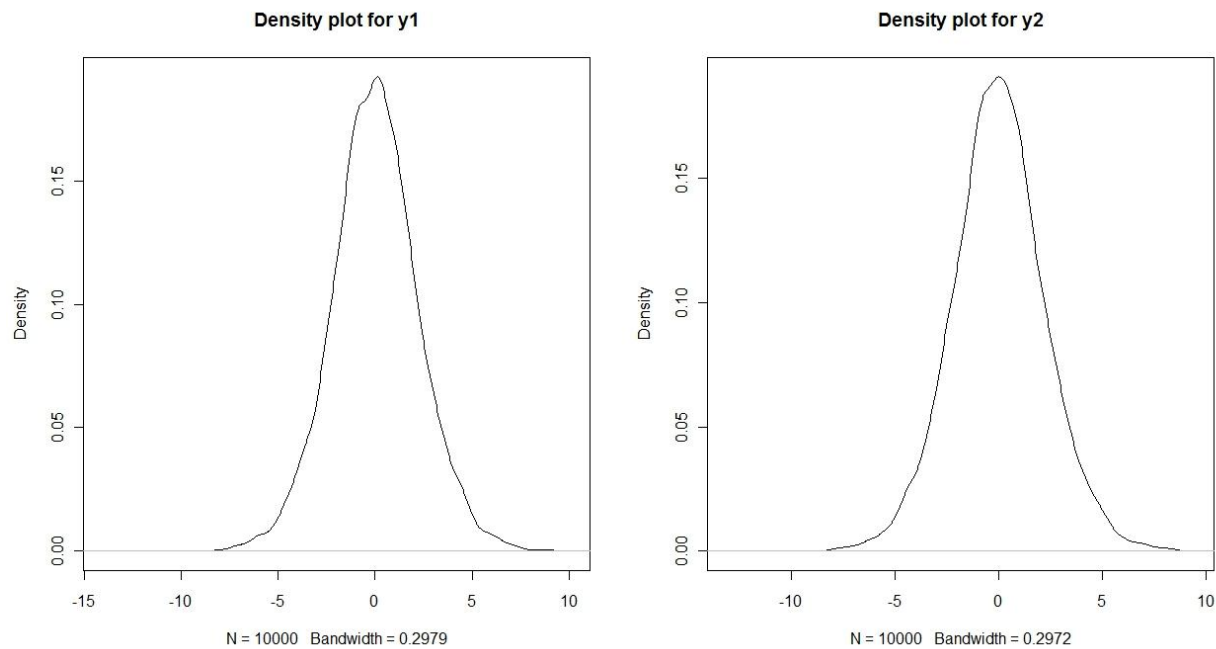 Density plot for y1
Density
0.15
0.10
0.05
0.00
-15 -10 -5 0 5 10
N = 10000 Bandwidth = 0.2979
Density plot for y2
Density
0.15
0.10
0.05
0.00
-10 -5 0 5 10
N = 10000 Bandwidth = 0.2972